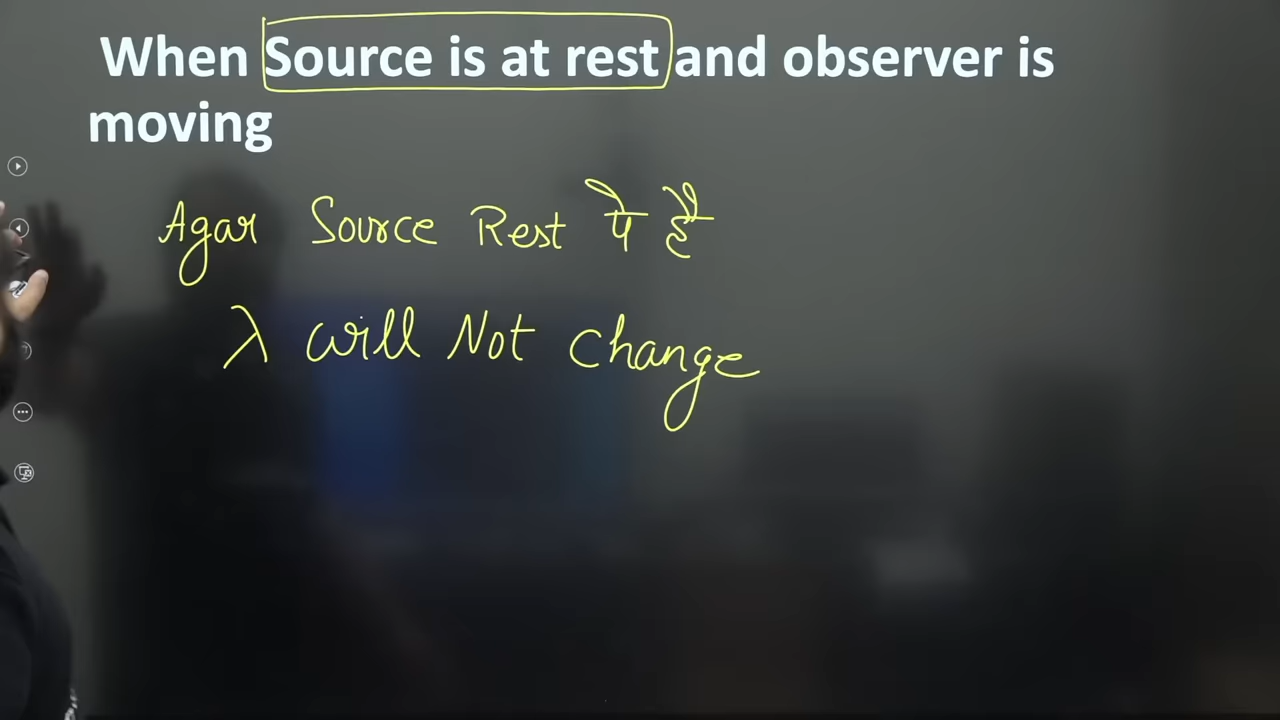 When Source is at rest and observer is
moving
Agar Source Rest पे है
λ will Not change